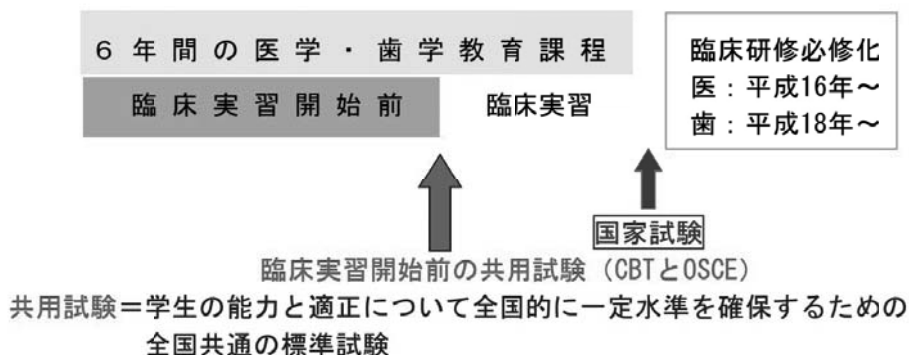 6年間の医学・歯学教育課程
臨床実習開始前
臨床実習
臨床研修必修化
医：平成16年～
歯：平成18年～
国家試験
臨床実習開始前の共用試験（CBTとOSCE）
共用試験＝学生の能力と適正について全国的に一定水準を確保するための
全国共通の標準試験